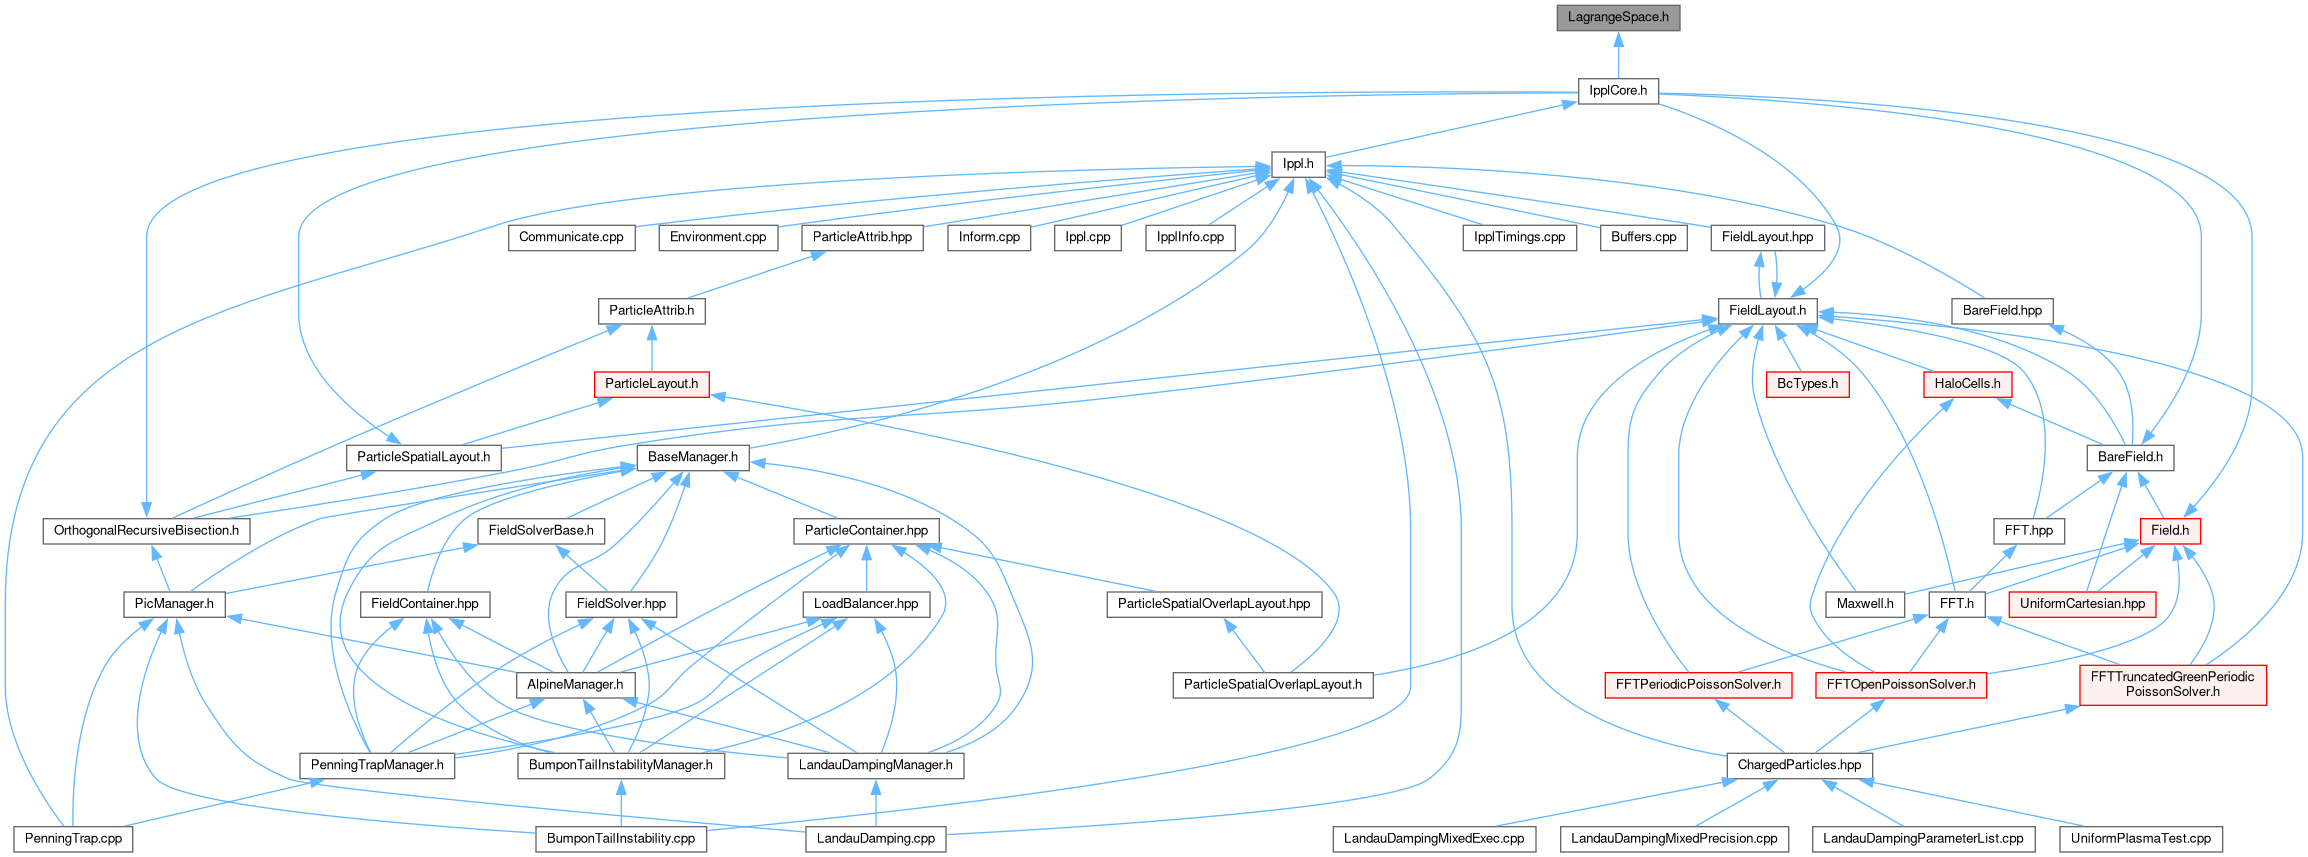 LagrangeSpace.h
IpplCore.h
Ippl.h
Communicate.cpp
Environment.cpp
ParticleAttrib.hpp
Inform.cpp
Ippl.cpp
IpplInfo.cpp
IpplTimings.cpp
Buffers.cpp
FieldLayout.hpp
ParticleAttrib.h
FieldLayout.h
BareField.hpp
ParticleLayout.h
BcTypes.h
HaloCells.h
ParticleSpatialLayout.h
BaseManager.h
BareField.h
OrthogonalRecursiveBisection.h
FieldSolverBase.h
ParticleContainer.hpp
FFT.hpp
Field.h
PicManager.h
FieldContainer.hpp
FieldSolver.hpp
LoadBalancer.hpp
ParticleSpatialOverlapLayout.hpp
Maxwell.h
FFT.h
UniformCartesian.hpp
AlpineManager.h
ParticleSpatialOverlapLayout.h
FFTPeriodicPoissonSolver.h
FFTOpenPoissonSolver.h
FFTTruncatedGreenPeriodic
PoissonSolver.h
PenningTrapManager.h
BumponTailInstabilityManager.h
LandauDampingManager.h
ChargedParticles.hpp
PenningTrap.cpp
BumponTailInstability.cpp
LandauDamping.cpp
LandauDampingMixedExec.cpp
LandauDampingMixedPrecision.cpp
LandauDampingParameterList.cpp
UniformPlasmaTest.cpp